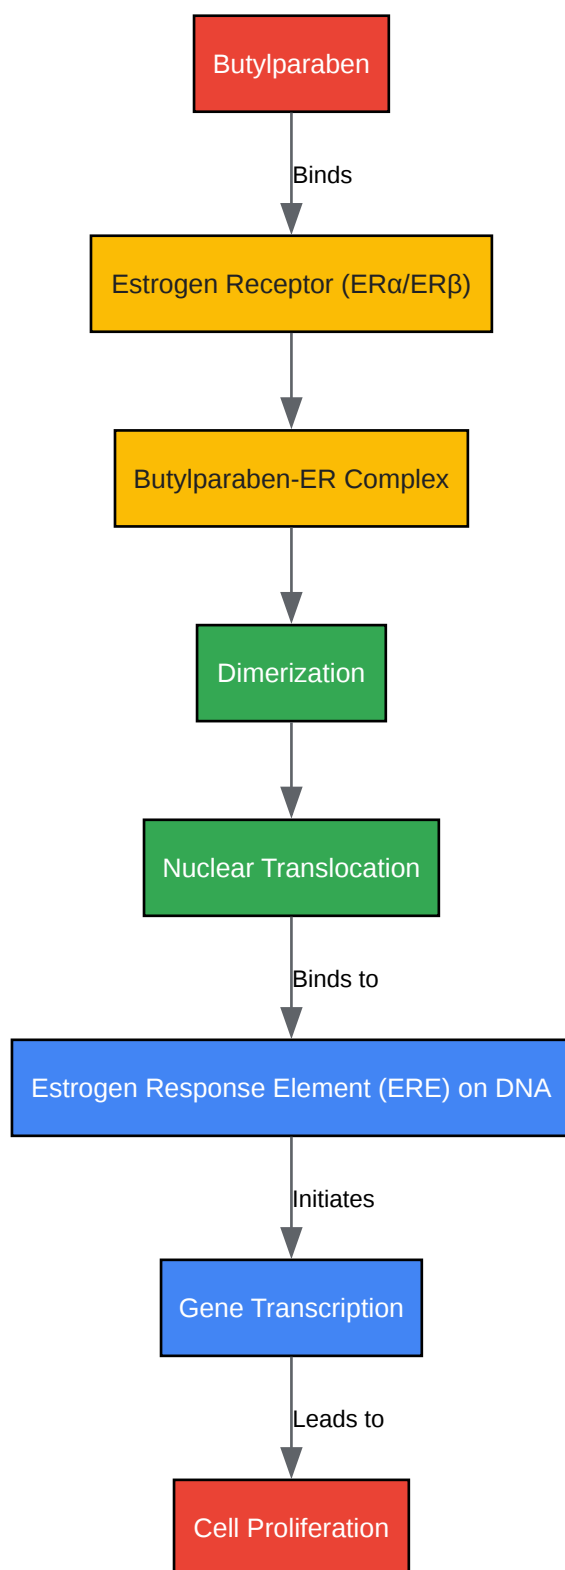 Butylparaben
Binds
Estrogen Receptor (ERα/ERβ)
Butylparaben-ER Complex
Dimerization
Nuclear Translocation
Binds to
Estrogen Response Element (ERE) on DNA
Initiates
Gene Transcription
Leads to
Cell Proliferation